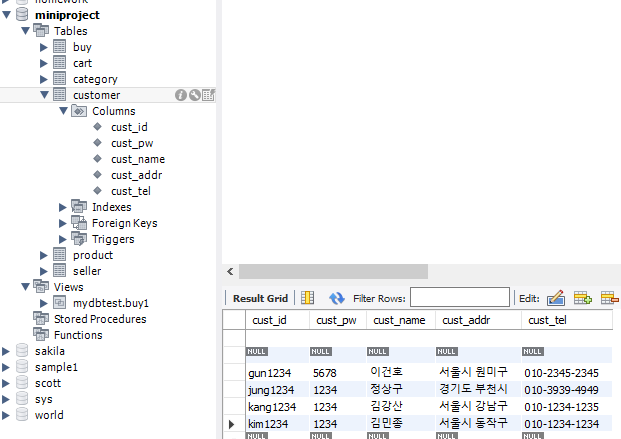 miniproject
Tables
buy
cart
category
customer
Columns
cust_id
cust_pw
cust_name
cust_addr
cust_tel
Indexes
Foreign Keys
Triggers
product
seller
Views
mydbtest.buy1
Stored Procedures
Functions
sakila
sample1
scott
sys
world
Result Grid Filter Rows: Edit:
cust_id cust_pw cust_name cust_addr cust_tel
NULL NULL NULL NULL NULL
gun1234 5678 이건호 서울시 원미구 010-2345-2345
jung1234 1234 정상구 경기도 부천시 010-3939-4949
kang1234 1234 김강산 서울시 강남구 010-1234-1235
kim1234 1234 김민종 서울시 동작구 010-1234-1234
NULL NULL NULL NULL NULL